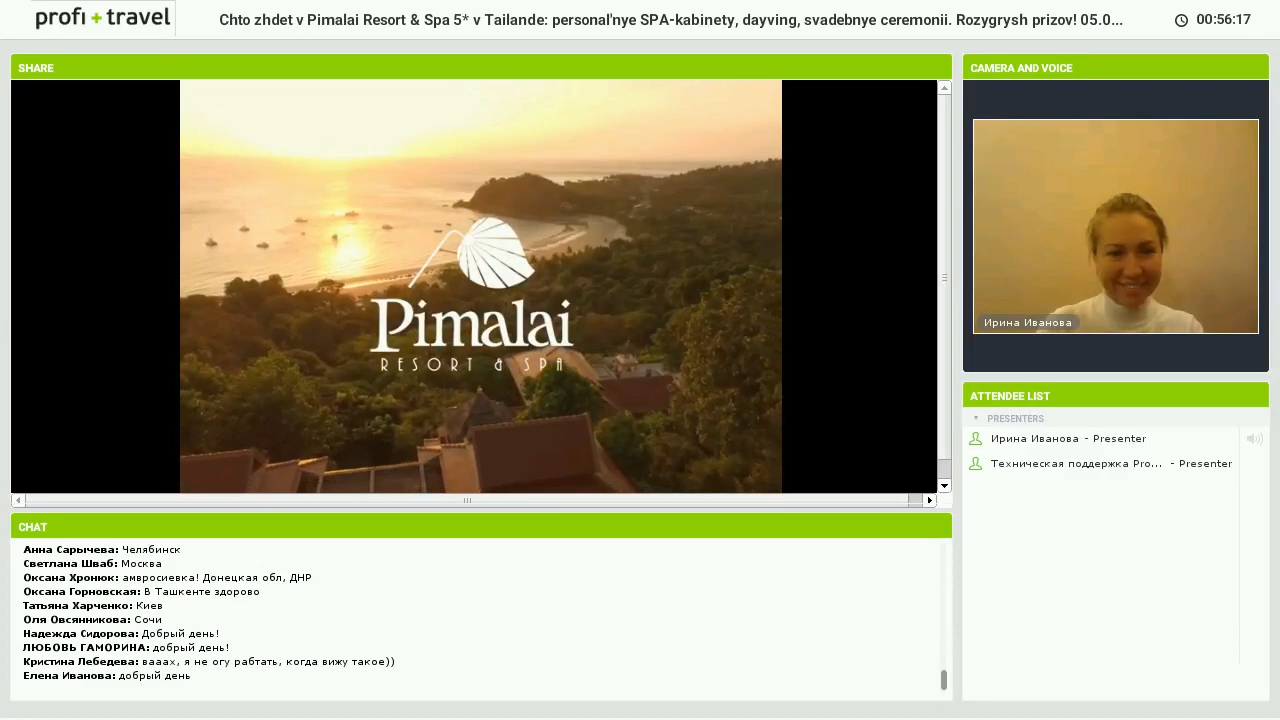 profi + travel
Chto zhdet v Pimalai Resort & Spa 5* v Tailande: personal'nye SPA-kabinety, dayving, svadebnye ceremonii. Rozygrysh prizov! 05.0...
00:56:17
SHARE
Pimalai
RESORT & SPA
CAMERA AND VOICE
Ирина Иванова
ATTENDEE LIST
PRESENTERS
Ирина Иванова - Presenter
Техническая поддержка Pro... - Presenter
CHAT
Анна Сарычева: Челябинск
Светлана Шваб: Москва
Оксана Хронюк: амвросиевка! Донецкая обл, ДНР
Оксана Горновская: В Ташкенте здорово
Татьяна Харченко: Киев
Оля Овсянникова: Сочи
Надежда Сидорова: Добрый день!
ЛЮБОВЬ ГАМОРИНА: добрый день!
Кристина Лебедева: вааах, я не огу рабтать, когда вижу такое))
Елена Иванова: добрый день